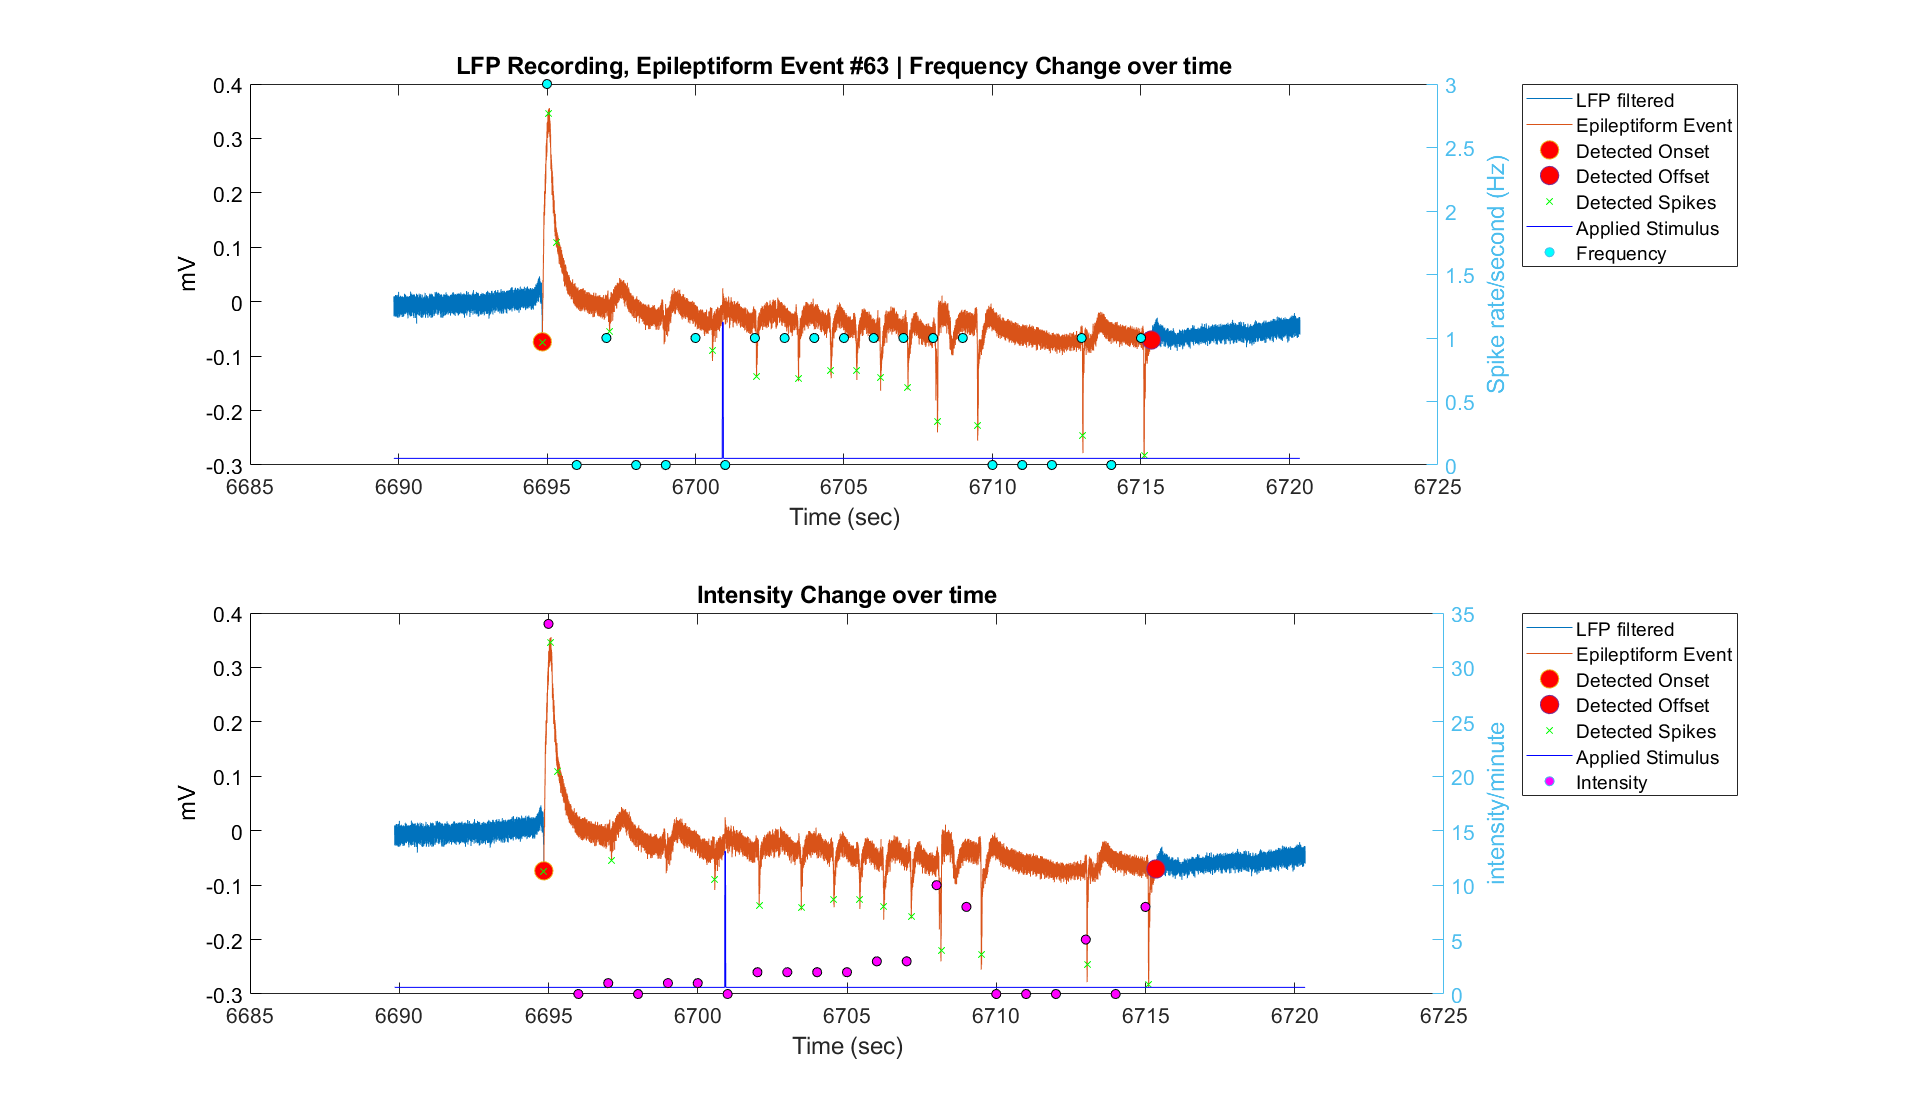 LFP Recording, Epileptiform Event #63 | Frequency Change over time
0.4
0.3
0.2
0.1
0
-0.1
-0.2
-0.3
mV
6685 6690 6695 6700 6705 6710 6715 6720 6725
Time (sec)
3
2.5
2
1.5
1
0.5
0
Spike rate/second (Hz)
LFP filtered
Epileptiform Event
Detected Onset
Detected Offset
Detected Spikes
Applied Stimulus
Frequency
Intensity Change over time
0.4
0.3
0.2
0.1
0
-0.1
-0.2
-0.3
mV
6685 6690 6695 6700 6705 6710 6715 6720 6725
Time (sec)
35
30
25
20
15
10
5
0
intensity/minute
LFP filtered
Epileptiform Event
Detected Onset
Detected Offset
Detected Spikes
Applied Stimulus
Intensity